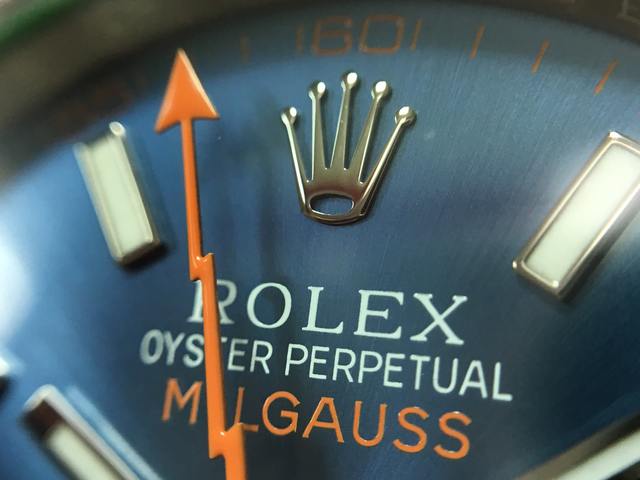 60
ROLEX
OYSTER PERPETUAL
MILGAUSS